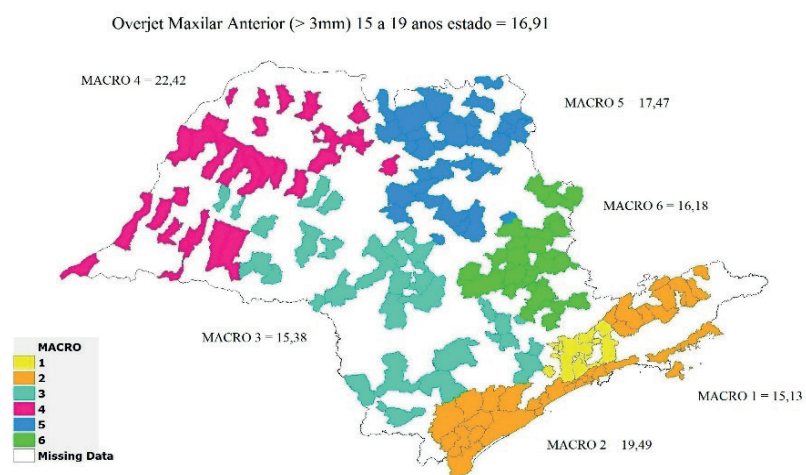 Overjet Maxilar Anterior (> 3mm) 15 a 19 anos estado = 16,91
MACRO 4 = 22,42
MACRO 5 17,47
MACRO 6 = 16,18
MACRO 3 = 15,38
MACRO 1 = 15,13
MACRO 2 19,49
MACRO
1
2
3
4
5
6
Missing Data